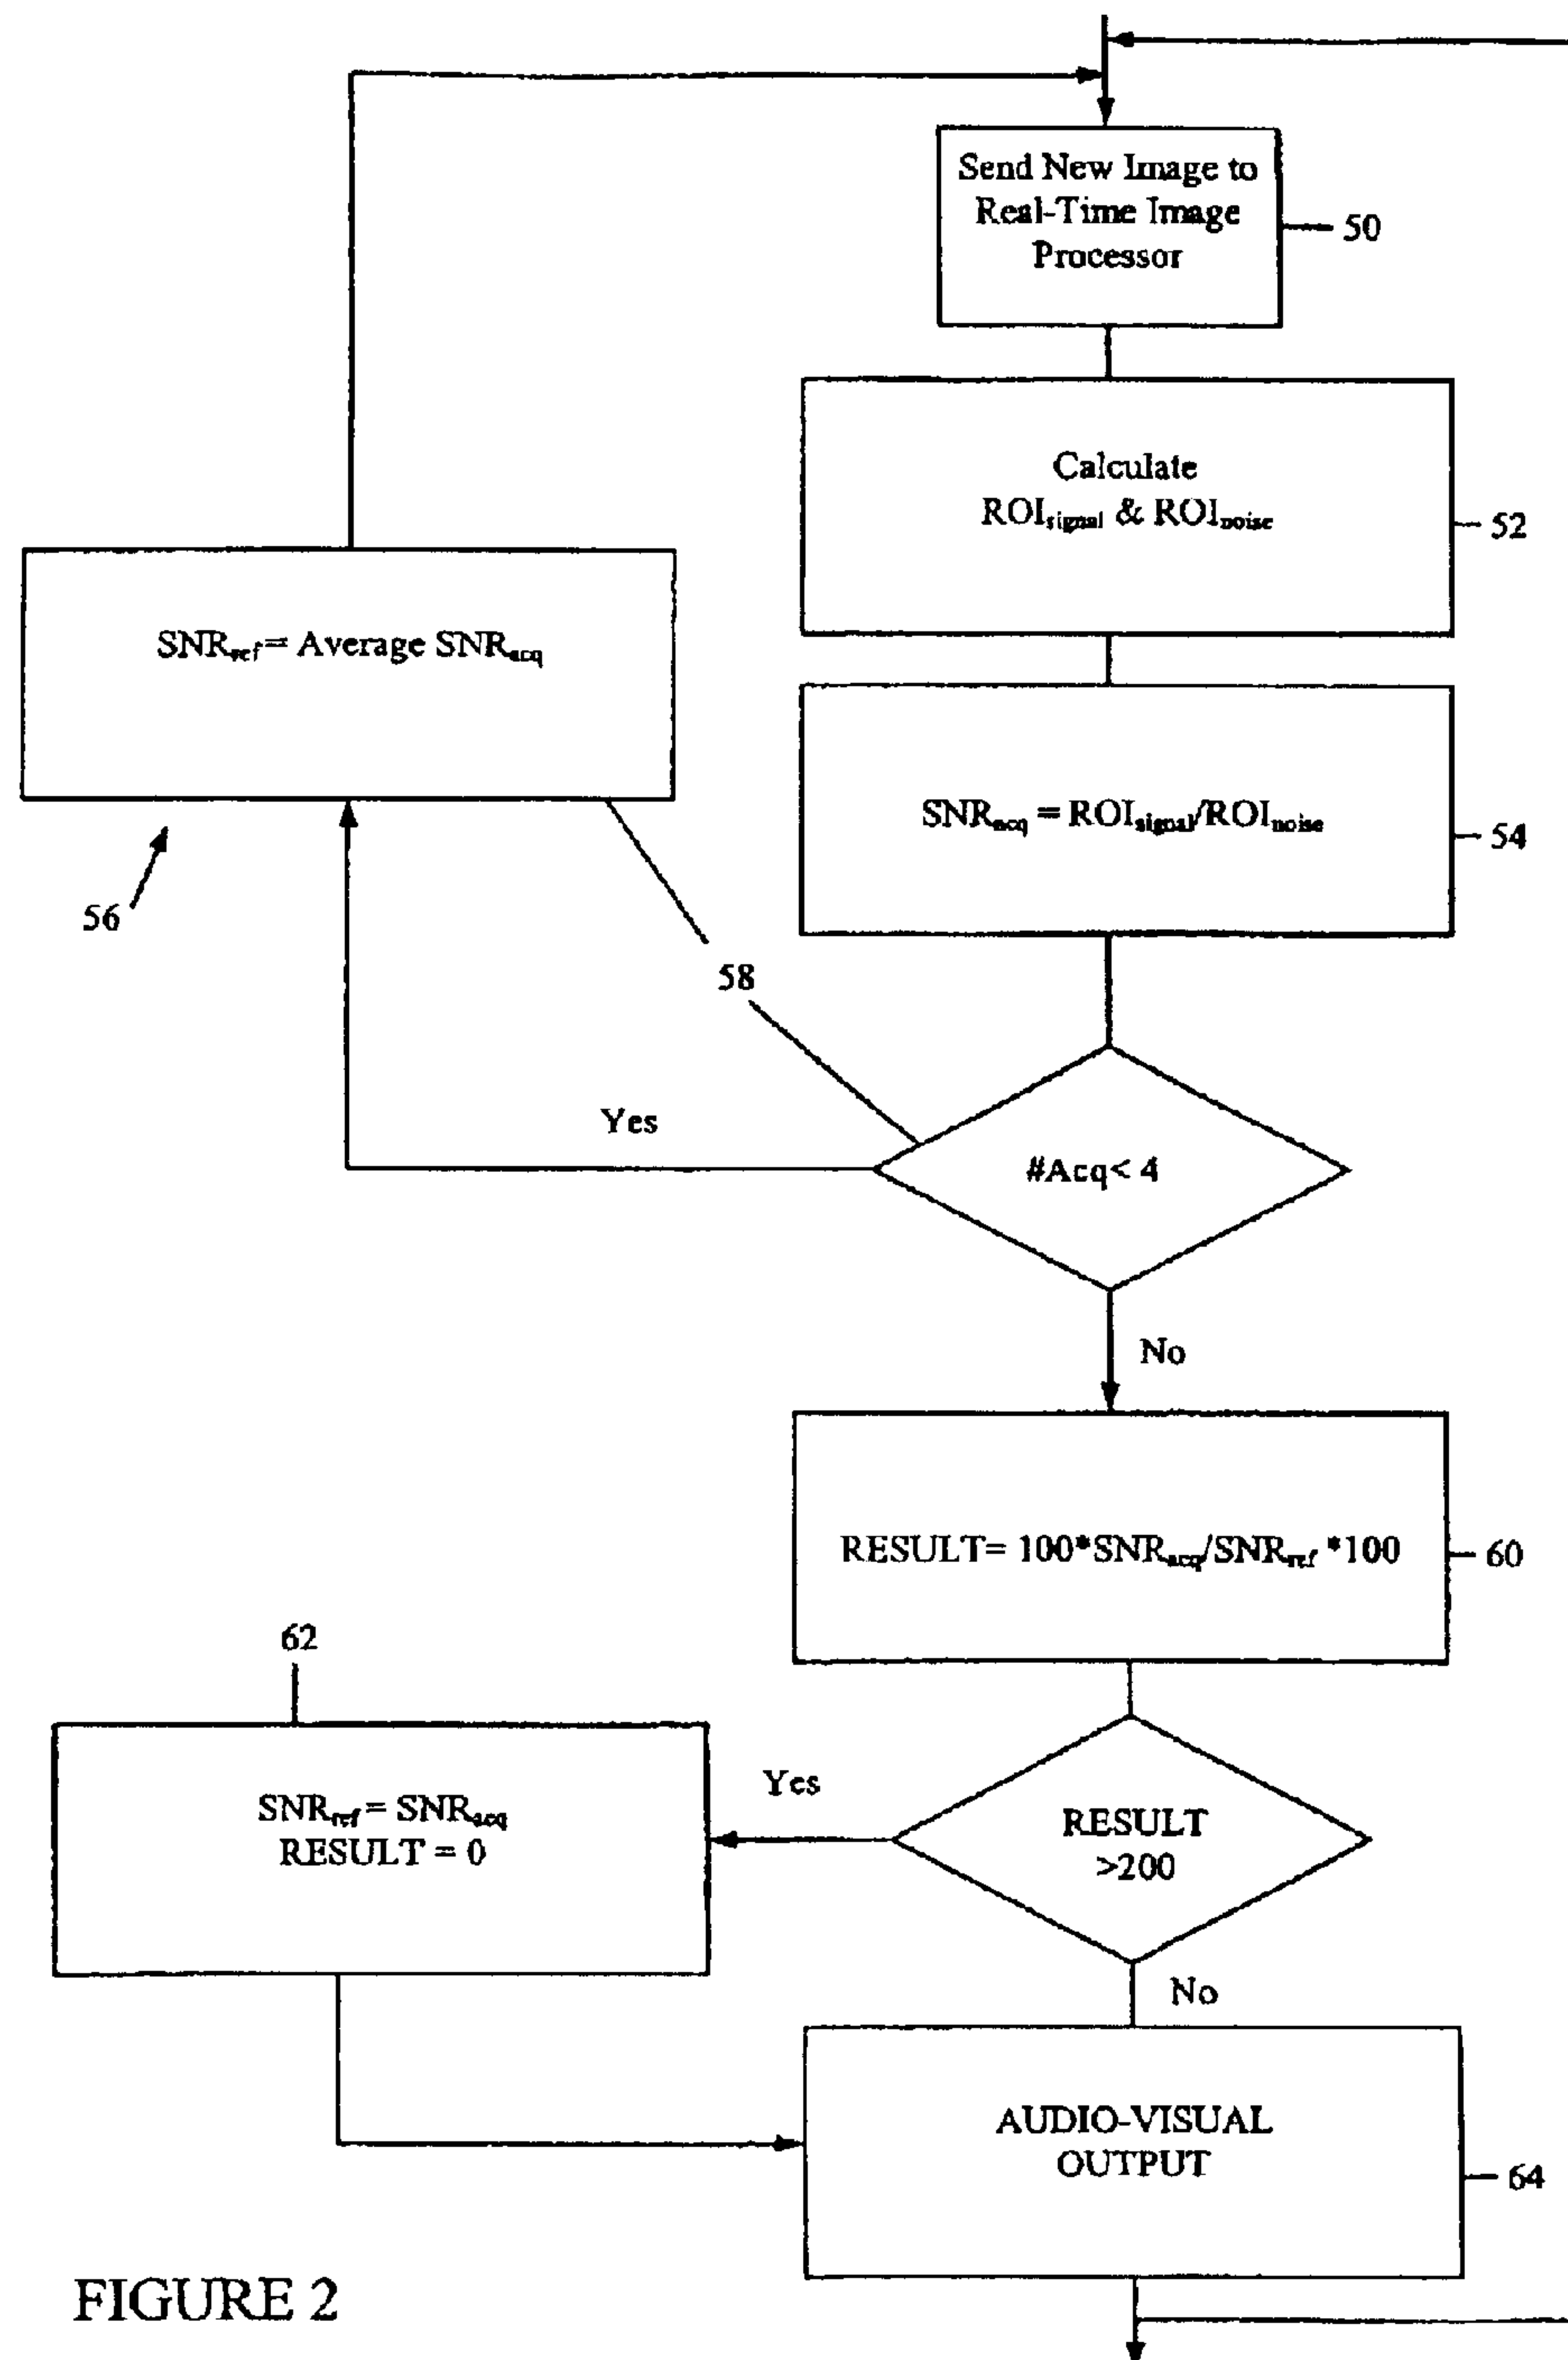 Send New Image to
Real-Time Image
Processor
50
Calculate
ROIsignal & ROInoise
52
SNRref = Average SNRacq
56
SNRacq = ROIsignal/ROInoise
54
58
Yes
#Acq< 4
No
RESULT= 100*SNRacq/SNRref *100
60
62
SNRref = SNRacq
RESULT = 0
Yes
RESULT
>200
No
AUDIO-VISUAL
OUTPUT
64
FIGURE 2